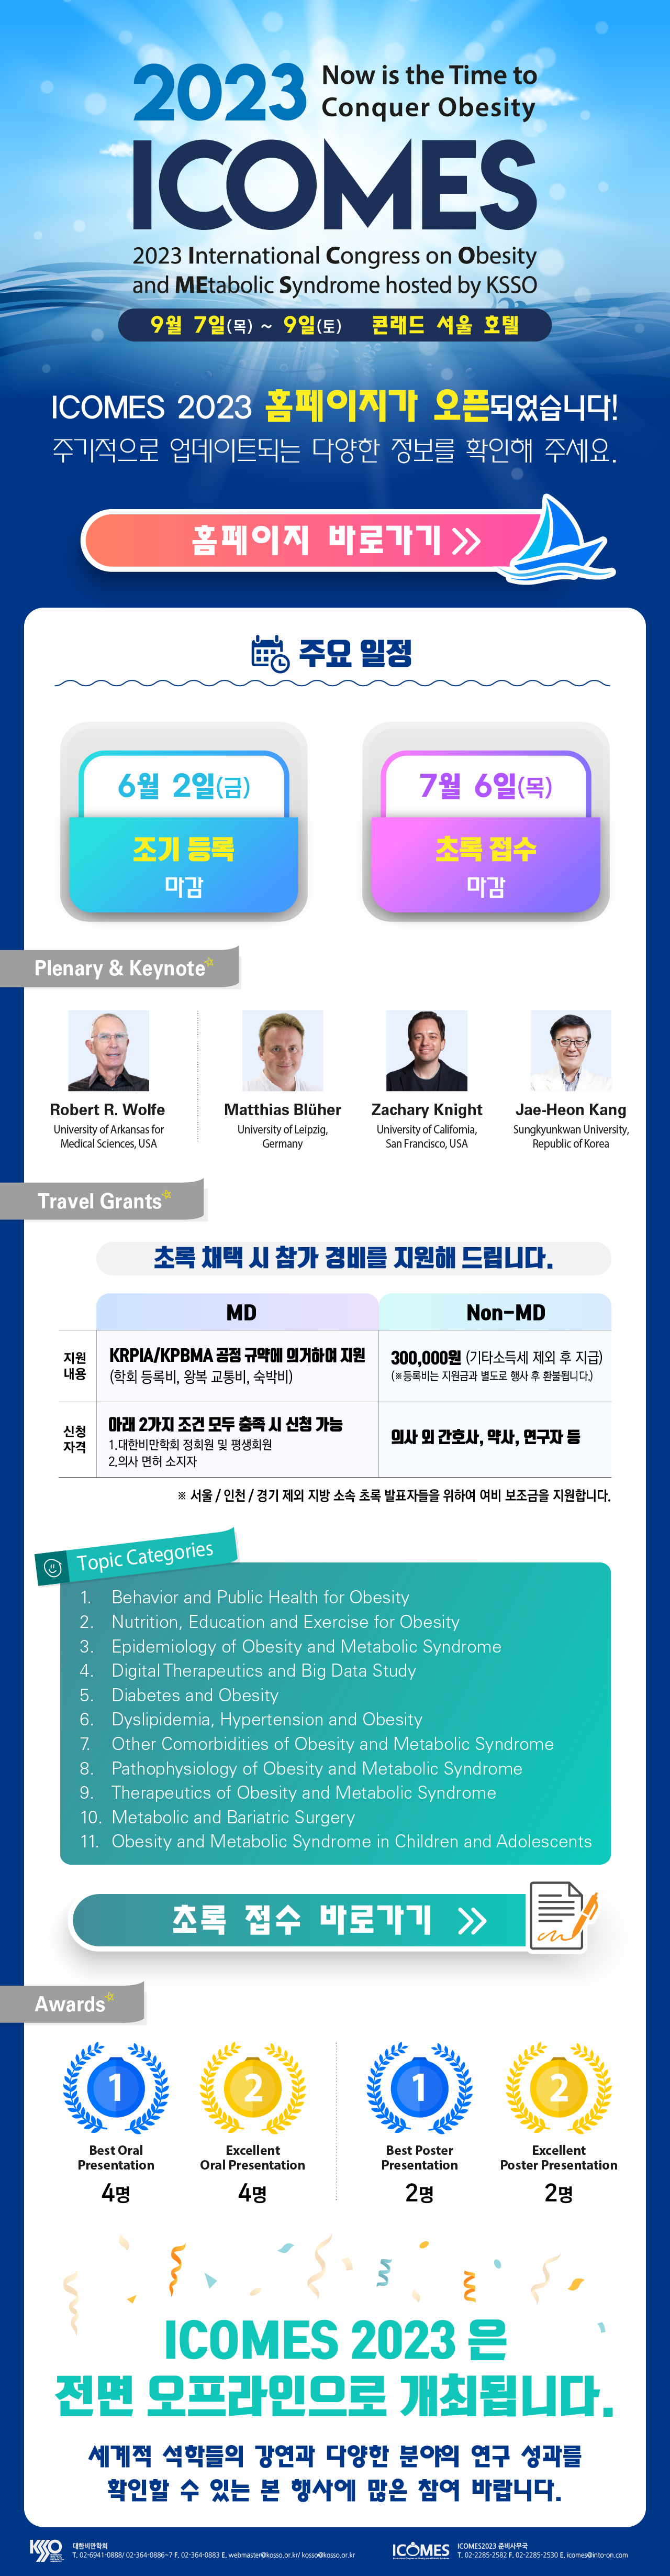 2023 Now is the Time to
Conquer Obesity
ICOMES
2023 International Congress on Obesity
and MEtabolic Syndrome hosted by KSSO
9월 7일(목) ~ 9일(토) 콘래드 서울 호텔
ICOMES 2023 홈페이지가 오픈되었습니다!
주기적으로 업데이트되는 다양한 정보를 확인해 주세요.
홈페이지 바로가기
주요 일정
6월 2일(금)
조기 등록
마감
7월 6일(목)
초록 접수
마감
Plenary & Keynote
Robert R. Wolfe
University of Arkansas for
Medical Sciences, USA
Matthias Blüher
University of Leipzig,
Germany
Zachary Knight
University of California,
San Francisco, USA
Jae-Heon Kang
Sungkyunkwan University,
Republic of Korea
Travel Grants
초록 채택 시 참가 경비를 지원해 드립니다.
MD
Non-MD
지원
내용
KRPIA/KPBMA 공정 규약에 의거하여 지원
(학회 등록비, 왕복 교통비, 숙박비)
300,000원 (기타소득세 제외 후 지급)
(※등록비는 지원금과 별도로 행사 후 환불됩니다.)
신청
자격
아래 2가지 조건 모두 충족 시 신청 가능
1.대한비만학회 정회원 및 평생회원
2.의사 면허 소지자
의사 외 간호사, 약사, 연구자 등
※ 서울 / 인천 / 경기 제외 지방 소속 초록 발표자들을 위하여 여비 보조금을 지원합니다.
Topic Categories
1. Behavior and Public Health for Obesity
2. Nutrition, Education and Exercise for Obesity
3. Epidemiology of Obesity and Metabolic Syndrome
4. Digital Therapeutics and Big Data Study
5. Diabetes and Obesity
6. Dyslipidemia, Hypertension and Obesity
7. Other Comorbidities of Obesity and Metabolic Syndrome
8. Pathophysiology of Obesity and Metabolic Syndrome
9. Therapeutics of Obesity and Metabolic Syndrome
10. Metabolic and Bariatric Surgery
11. Obesity and Metabolic Syndrome in Children and Adolescents
초록 접수 바로가기
Awards
1
Best Oral
Presentation
4명
2
Excellent
Oral Presentation
4명
1
Best Poster
Presentation
2명
2
Excellent
Poster Presentation
2명
ICOMES 2023 은
전면 오프라인으로 개최됩니다.
세계적 석학들의 강연과 다양한 분야의 연구 성과를
확인할 수 있는 본 행사에 많은 참여 바랍니다.
KSSO
대한비만학회
T. 02-6941-0888/ 02-364-0886~7 F. 02-364-0883 E. webmaster@kosso.or.kr/ kosso@kosso.or.kr
ICOMES
ICOMES2023 준비사무국
T. 02-2285-2582 F. 02-2285-2530 E. icomes@into-on.com